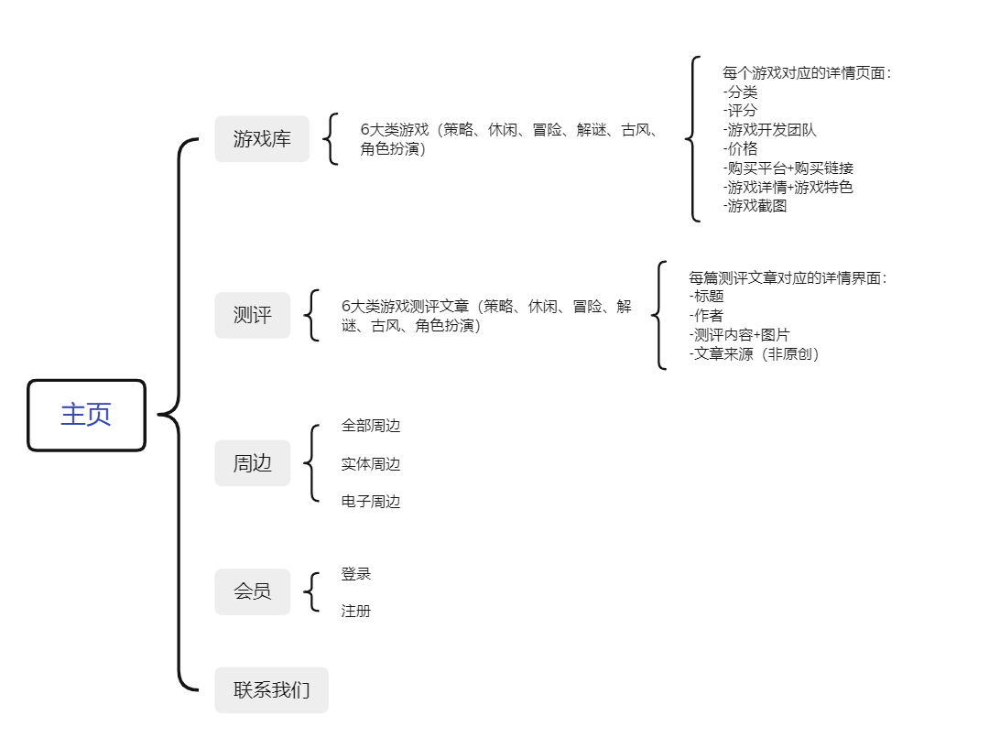 主页
游戏库
6大类游戏（策略、休闲、冒险、解谜、古风、
角色扮演）
每个游戏对应的详情页面：
-分类
-评分
-游戏开发团队
-价格
-购买平台+购买链接
-游戏详情+游戏特色
-游戏截图
测评
6大类游戏测评文章（策略、休闲、冒险、解
谜、古风、角色扮演）
每篇测评文章对应的详情界面：
-标题
-作者
-测评内容+图片
-文章来源（非原创）
周边
全部周边
实体周边
电子周边
会员
登录
注册
联系我们